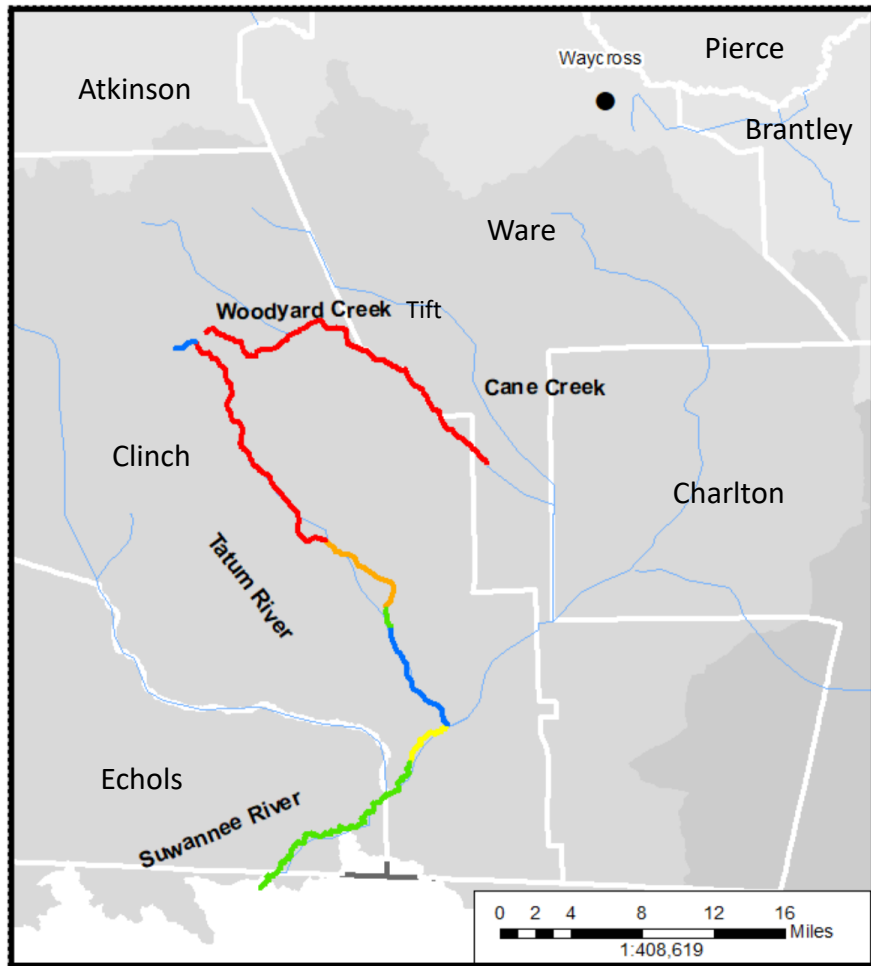 Pierce
Waycross
Atkinson
Brantley
Ware
Woodyard Creek
Tift
Cane Creek
Clinch
Charlton
Tatum River
Echols
Suwannee River
0 2 4 8 12 16
Miles
1:408,619